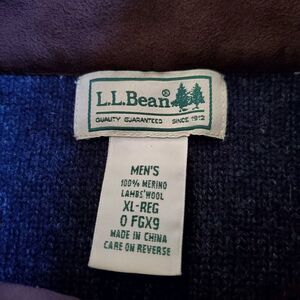 L.L.Bean®
QUALITY GUARANTEED SINCE 1912
MEN'S
100% MERINO
LAMBS' WOOL
XL-REG
0 FGX9
MADE IN CHINA
CARE ON REVERSE